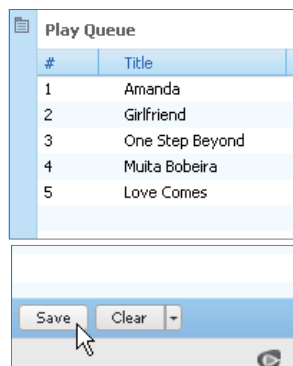 Play Queue
# Title
1 Amanda
2 Girlfriend
3 One Step Beyond
4 Muita Bobeira
5 Love Comes
Save Clear